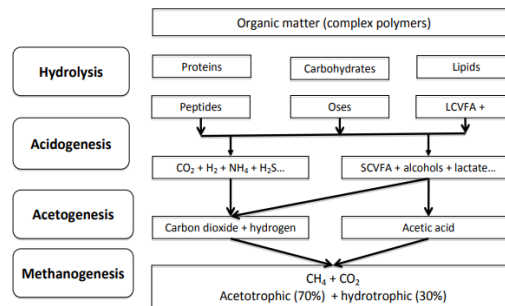 Organic matter (complex polymers)
Hydrolysis
Proteins
Carbohydrates
Lipids
Peptides
Oses
LCVFA +
Acidogenesis
CO₂ + H₂ + NH₄ + H₂S...
SCVFA + alcohols + lactate...
Acetogenesis
Carbon dioxide + hydrogen
Acetic acid
Methanogenesis
CH₄ + CO₂
Acetotrophic (70%) + hydrotrophic (30%)